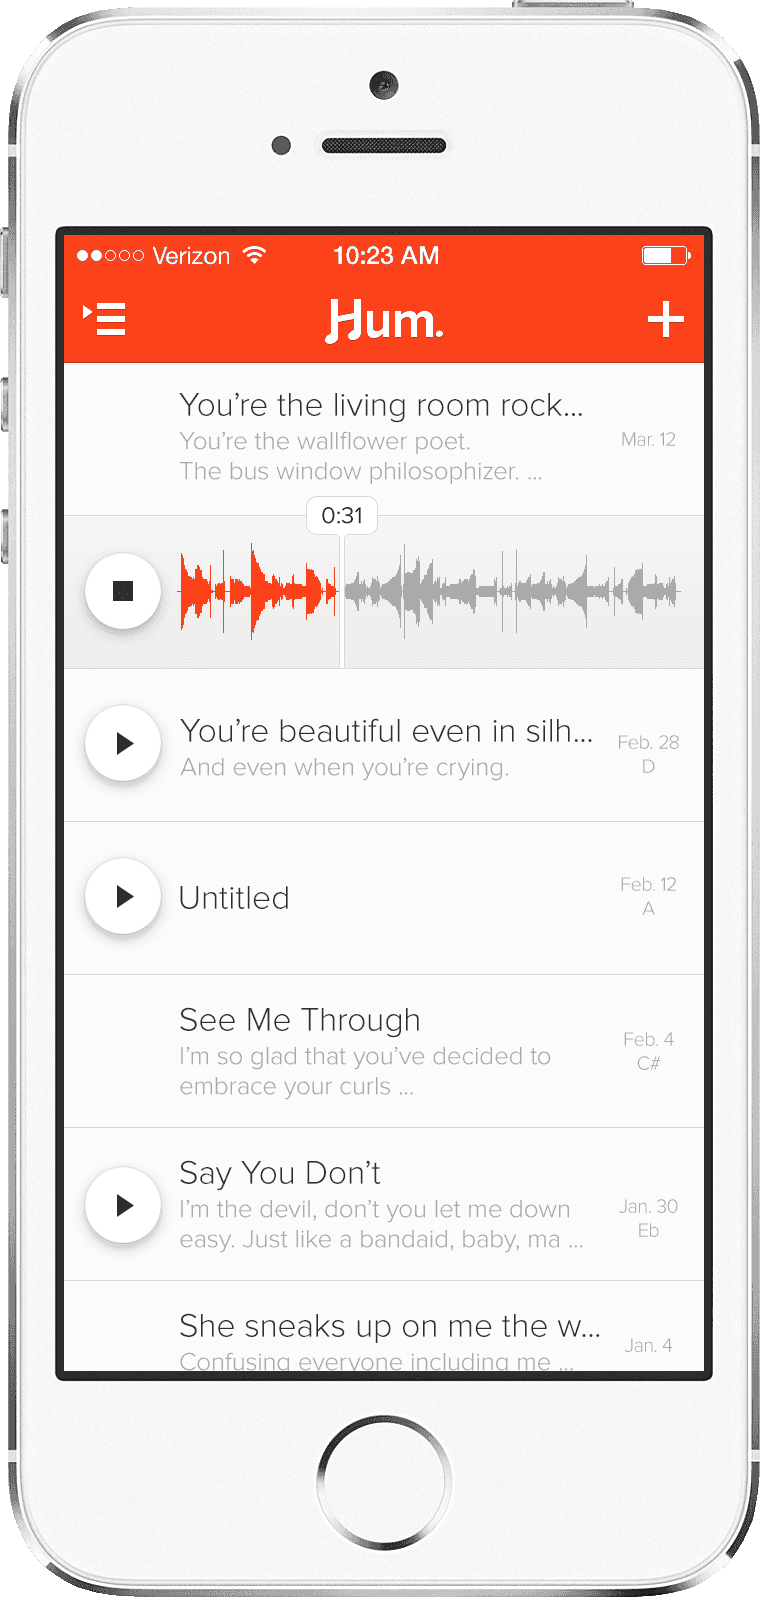 Verizon
10:23 AM
Hum.
You're the living room rock...
You're the wallflower poet.
The bus window philosophizer. ...
Mar. 12
0:31
You're beautiful even in silh...
And even when you're crying.
Feb. 28
D
Untitled
Feb. 12
A
See Me Through
I'm so glad that you've decided to
embrace your curls ...
Feb. 4
C#
Say You Don't
I'm the devil, don't you let me down
easy. Just like a bandaid, baby, ma ...
Jan. 30
Eb
She sneaks up on me the w...
Confusing everyone including me ...
Jan. 4